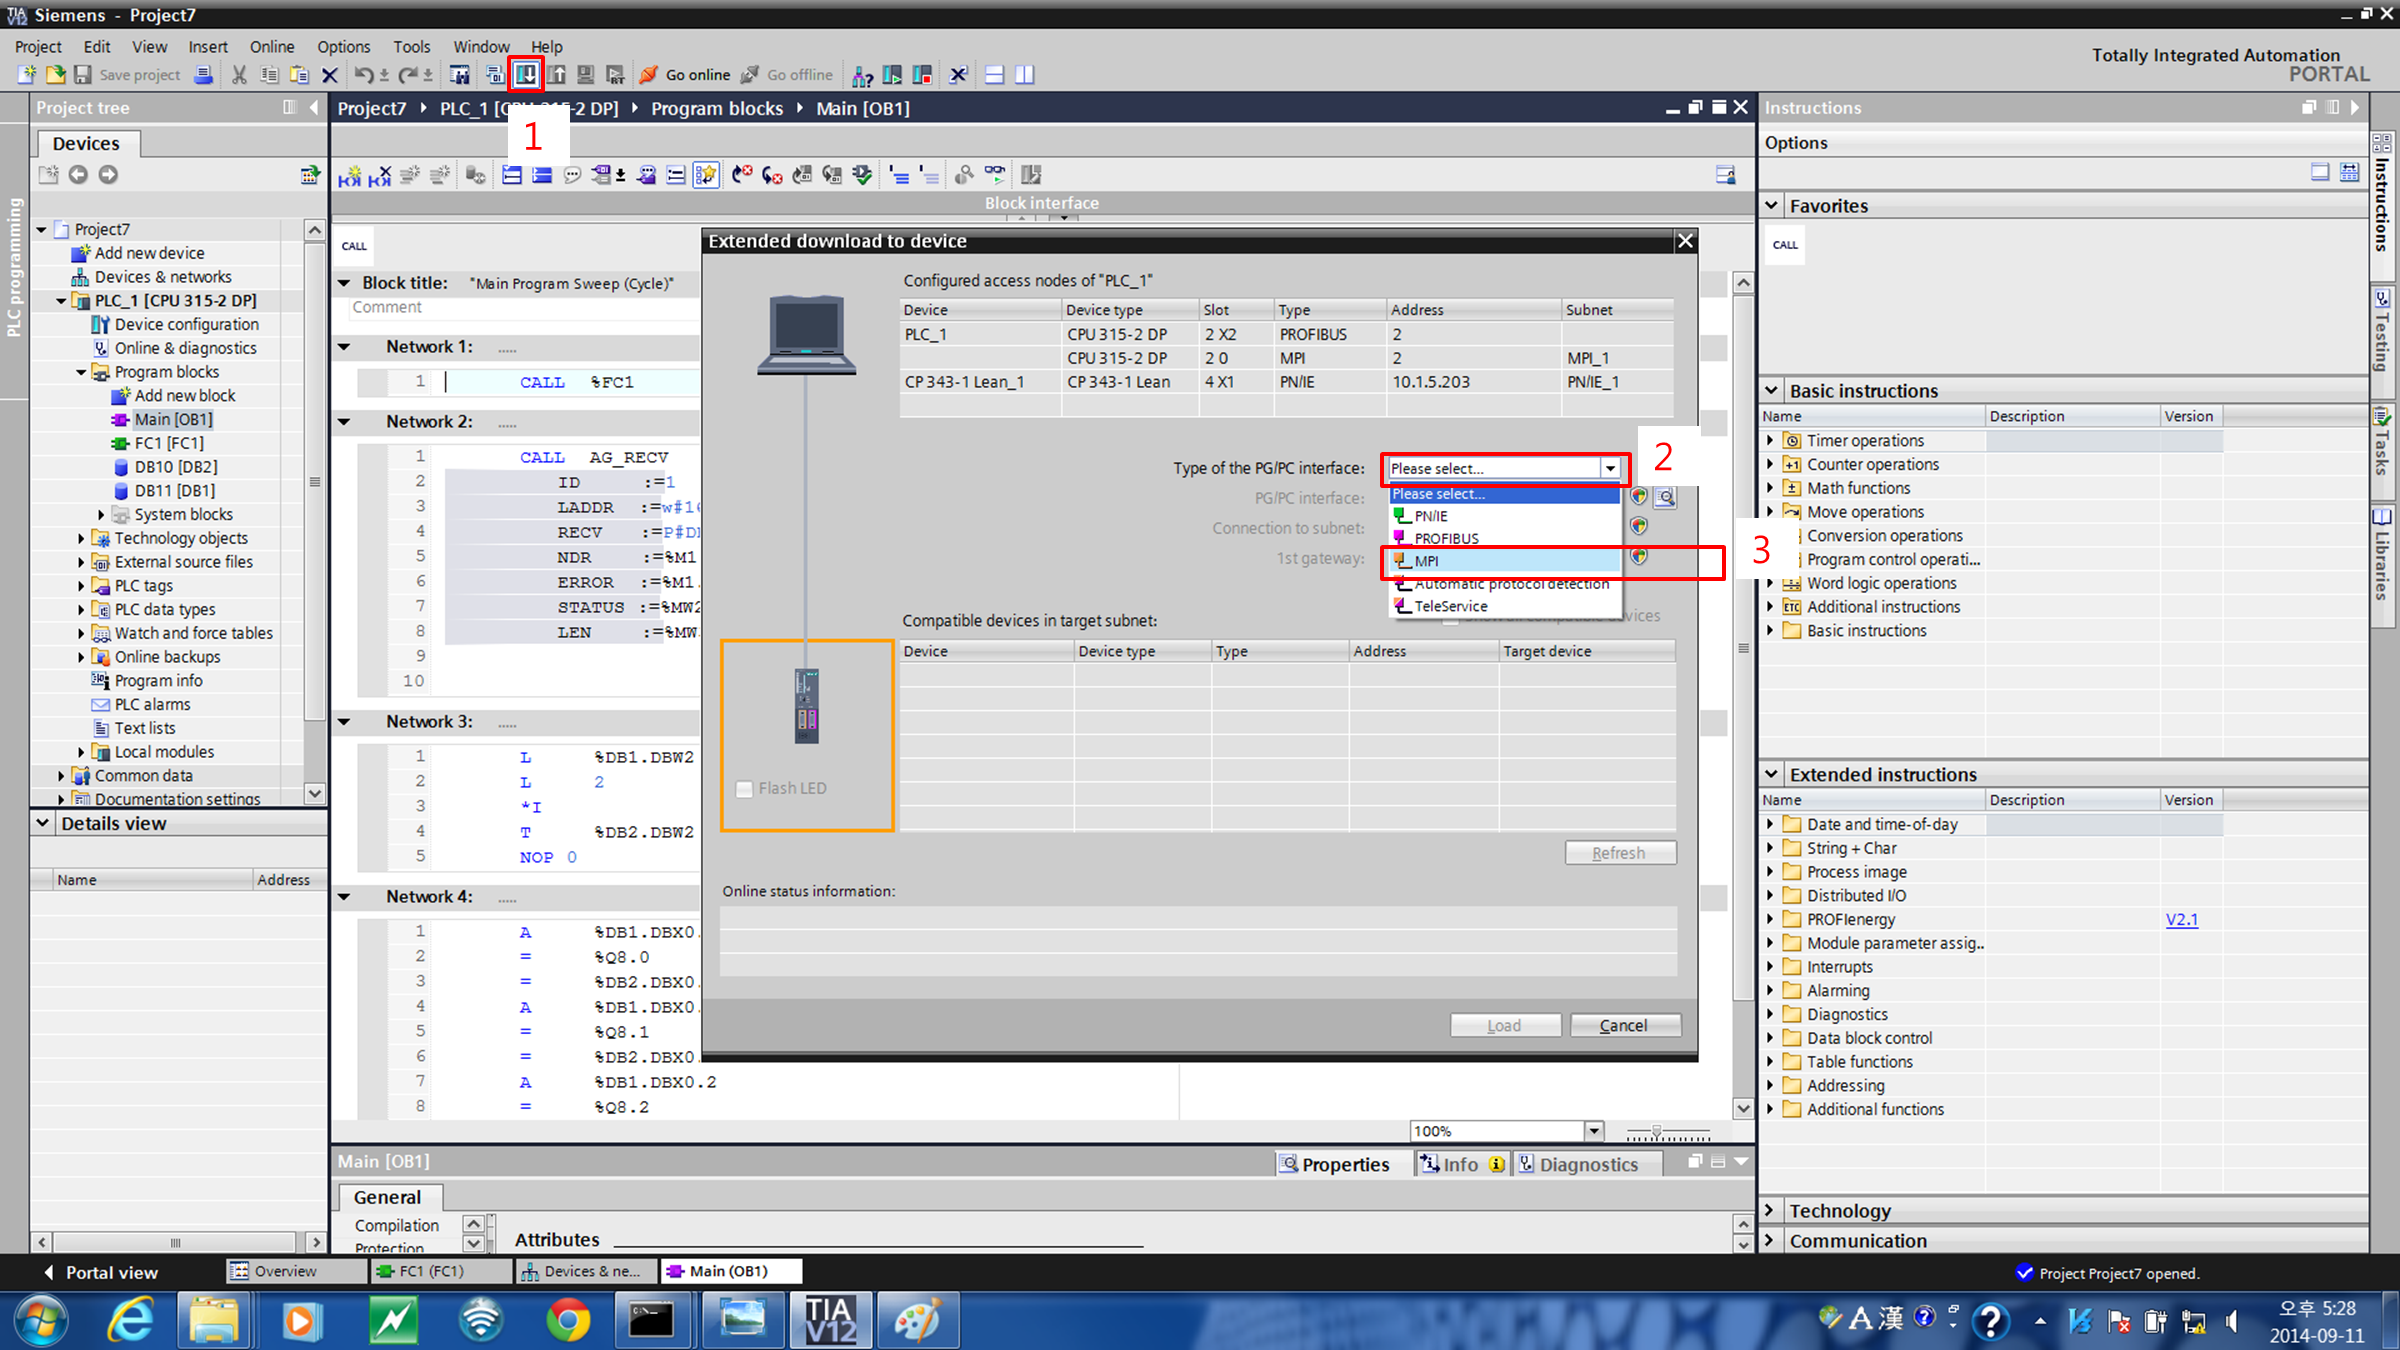 Siemens - Project7
Project Edit View Insert Online Options Tools Window Help
Totally Integrated Automation
PORTAL
Save project Go online Go offline
1
Project tree
Project7 PLC_1 [CPU 315-2 DP] Program blocks Main [OB1]
Instructions
Devices
Options
PLC programming
Block interface
Project7
Add new device
Devices & networks
PLC_1 [CPU 315-2 DP]
Device configuration
Online & diagnostics
Program blocks
Add new block
Main [OB1]
FC1 [FC1]
DB10 [DB2]
DB11 [DB1]
System blocks
Technology objects
External source files
PLC tags
PLC data types
Watch and force tables
Online backups
Program info
PLC alarms
Text lists
Local modules
Common data
Documentation settings
Details view
Name Address
CALL
Block title: "Main Program Sweep (Cycle)"
Comment
Network 1: .....
1 CALL %FC1
Network 2: .....
1 CALL AG_RECV
2 ID :=1
3 LADDR :=w#16
4 RECV :=P#D
5 NDR :=%M1
6 ERROR :=%M1.
7 STATUS :=%MW2
8 LEN :=%MW
9
10
Network 3: .....
1 L %DB1.DBW2
2 L 2
3 *I
4 T %DB2.DBW2
5 NOP 0
Network 4: .....
1 A %DB1.DBX0.
2 = %Q8.0
3 = %DB2.DBX0.
4 A %DB1.DBX0.
5 = %Q8.1
6 = %DB2.DBX0.
7 A %DB1.DBX0.2
8 = %Q8.2
100%
Extended download to device
Configured access nodes of "PLC_1"
Device Device type Slot Type Address Subnet
PLC_1 CPU 315-2 DP 2 X2 PROFIBUS 2
CPU 315-2 DP 2 0 MPI 2 MPI_1
CP 343-1 Lean_1 CP 343-1 Lean 4 X1 PN/IE 10.1.5.203 PN/IE_1
Type of the PG/PC interface: Please select...
2
PG/PC interface:
Connection to subnet:
1st gateway:
Please select...
PN/IE
PROFIBUS
MPI
3
Automatic protocol detection
TeleService
Compatible devices in target subnet:
Show all compatible devices
Device Device type Type Address Target device
Flash LED
Refresh
Online status information:
Load Cancel
Main [OB1]
Properties Info Diagnostics
General
Compilation
Protection
Attributes
Favorites
CALL
Basic instructions
Name Description Version
Timer operations
Counter operations
Math functions
Move operations
Conversion operations
Program control operati...
Word logic operations
Additional instructions
Basic instructions
Extended instructions
Name Description Version
Date and time-of-day
String + Char
Process image
Distributed I/O
PROFIenergy V2.1
Module parameter assig..
Interrupts
Alarming
Diagnostics
Data block control
Table functions
Addressing
Additional functions
Technology
Communication
Instructions
Testing
Tasks
Libraries
Portal view Overview FC1 (FC1) Devices & ne... Main (OB1)
Project Project7 opened.
TIA
V12
A 漢
오후 5:28
2014-09-11